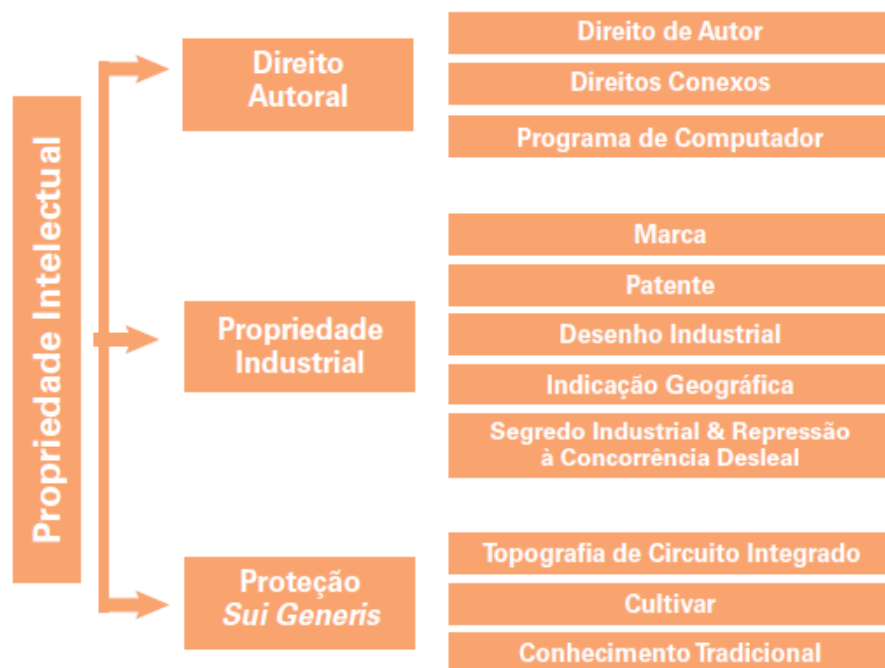 Propriedade Intelectual
Direito
Autoral
Direito de Autor
Direitos Conexos
Programa de Computador
Propriedade
Industrial
Marca
Patente
Desenho Industrial
Indicação Geográfica
Segredo Industrial & Repressão
à Concorrência Desleal
Proteção
Sui Generis
Topografia de Circuito Integrado
Cultivar
Conhecimento Tradicional